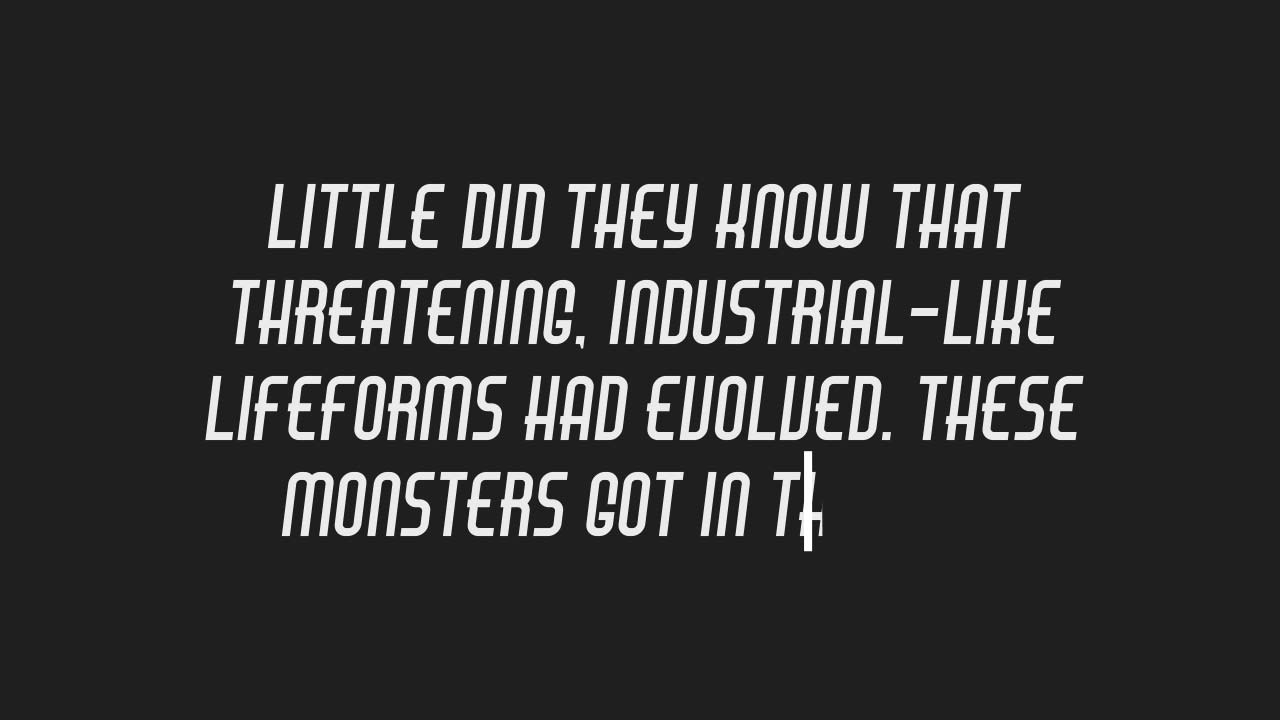 LITTLE DID THEY KNOW THAT
THREATENING, INDUSTRIAL-LIKE
LIFEFORMS HAD EVOLVED. THESE
MONSTERS GOT IN